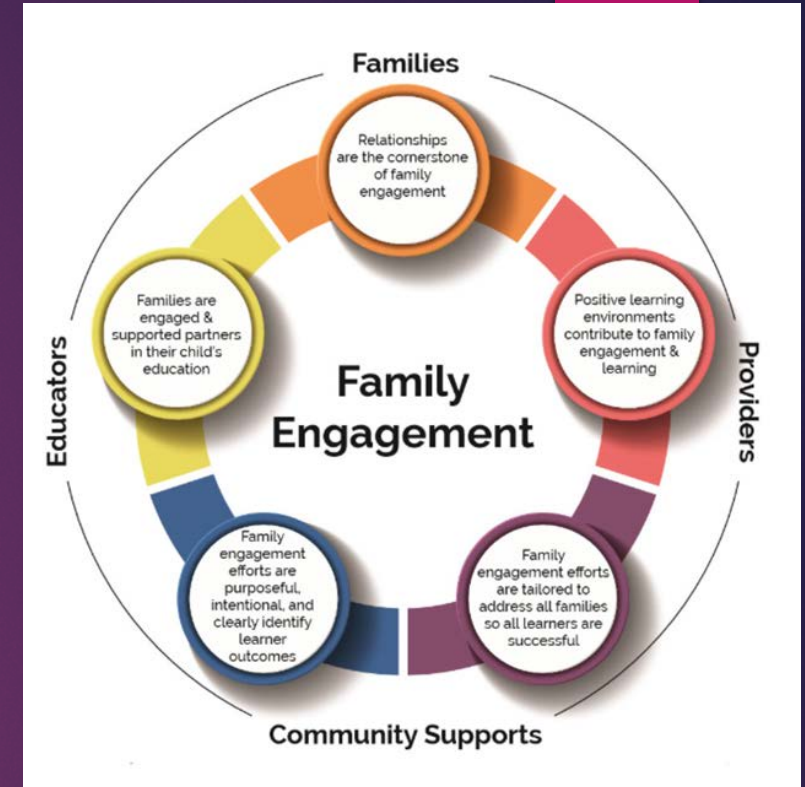 Families
Relationships
are the cornerstone
of family
engagement
Positive learning
environments
contribute to family
engagement &
learning
Providers
Family
engagement efforts
are tailored to
address all families
so all learners are
successful
Community Supports
Family
engagement
efforts are
purposeful,
intentional, and
clearly identify
learner
outcomes
Educators
Families are
engaged &
supported partners
in their child's
education
Family
Engagement